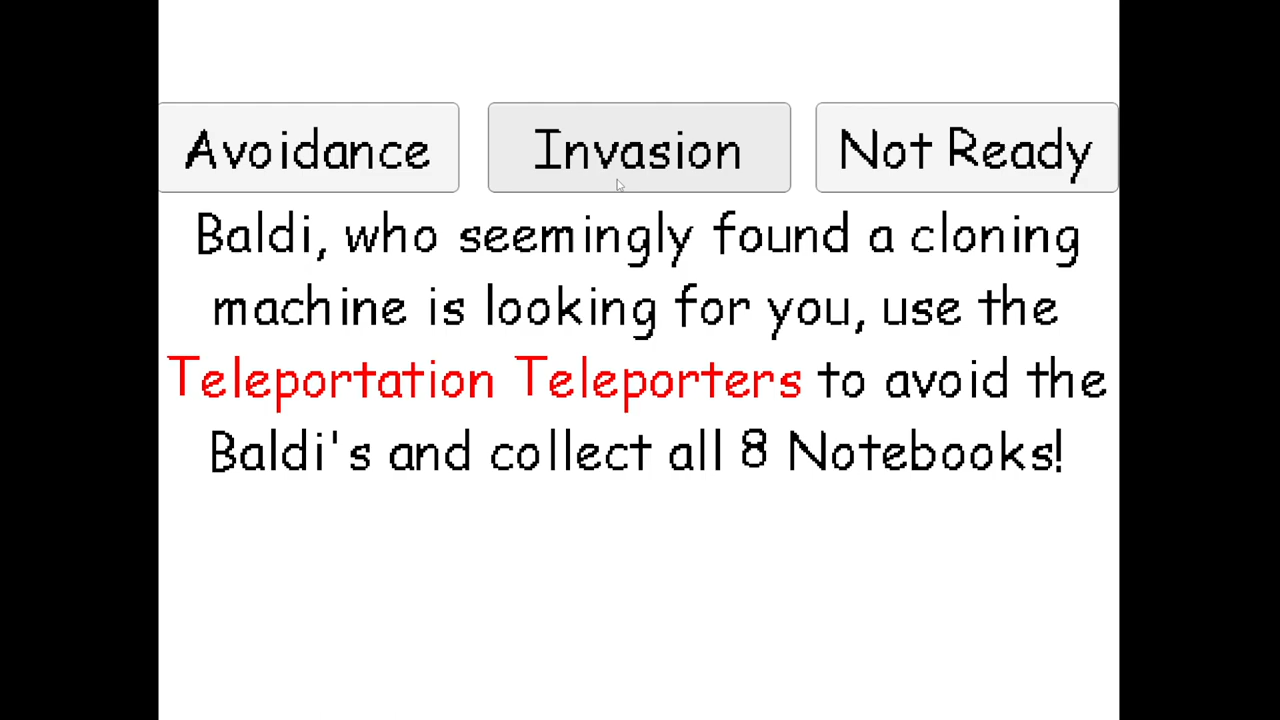 Avoidance Invasion Not Ready
Baldi, who seemingly found a cloning
machine is looking for you, use the
Teleportation Teleporters to avoid the
Baldi's and collect all 8 Notebooks!